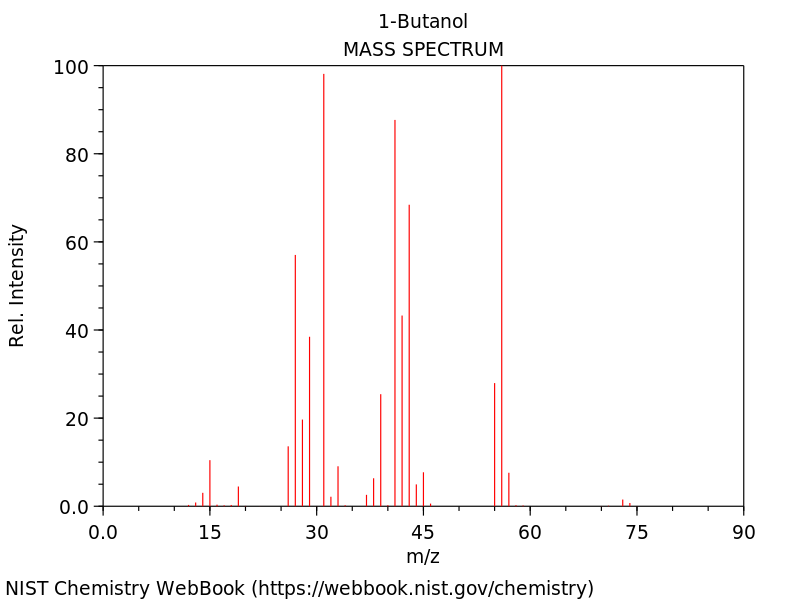 1-Butanol
MASS SPECTRUM
Rel. Intensity
100
80
60
40
20
0.0
0.0 15 30 45 60 75 90
m/z
NIST Chemistry WebBook (https://webbook.nist.gov/chemistry)